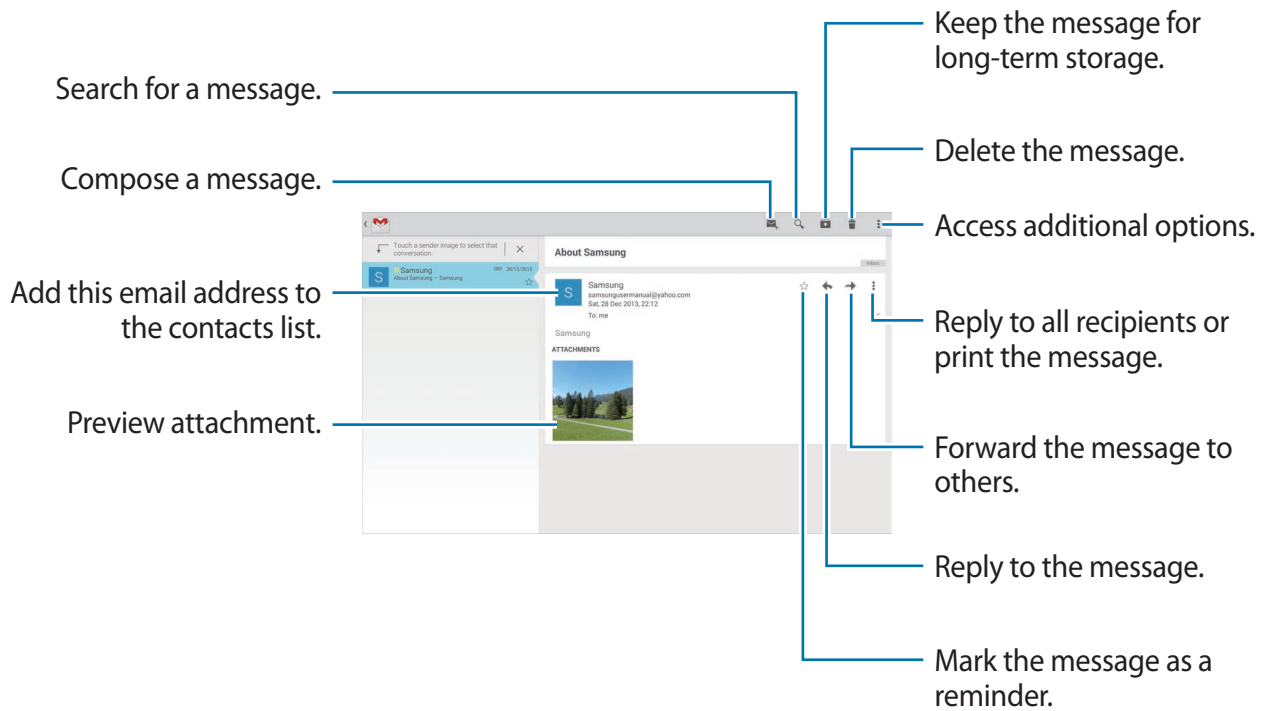 Keep the message for
long-term storage.
Search for a message.
Delete the message.
Compose a message.
Access additional options.
Touch a sender image to select that
conversation.
About Samsung
Inbox
S
Samsung
28/12/2013
About Samsung – Samsung
S
Samsung
samsungusermanual@yahoo.com
Sat, 28 Dec 2013, 22:12
To: me
Add this email address to
the contacts list.
Reply to all recipients or
print the message.
Samsung
ATTACHMENTS
Preview attachment.
Forward the message to
others.
Reply to the message.
Mark the message as a
reminder.